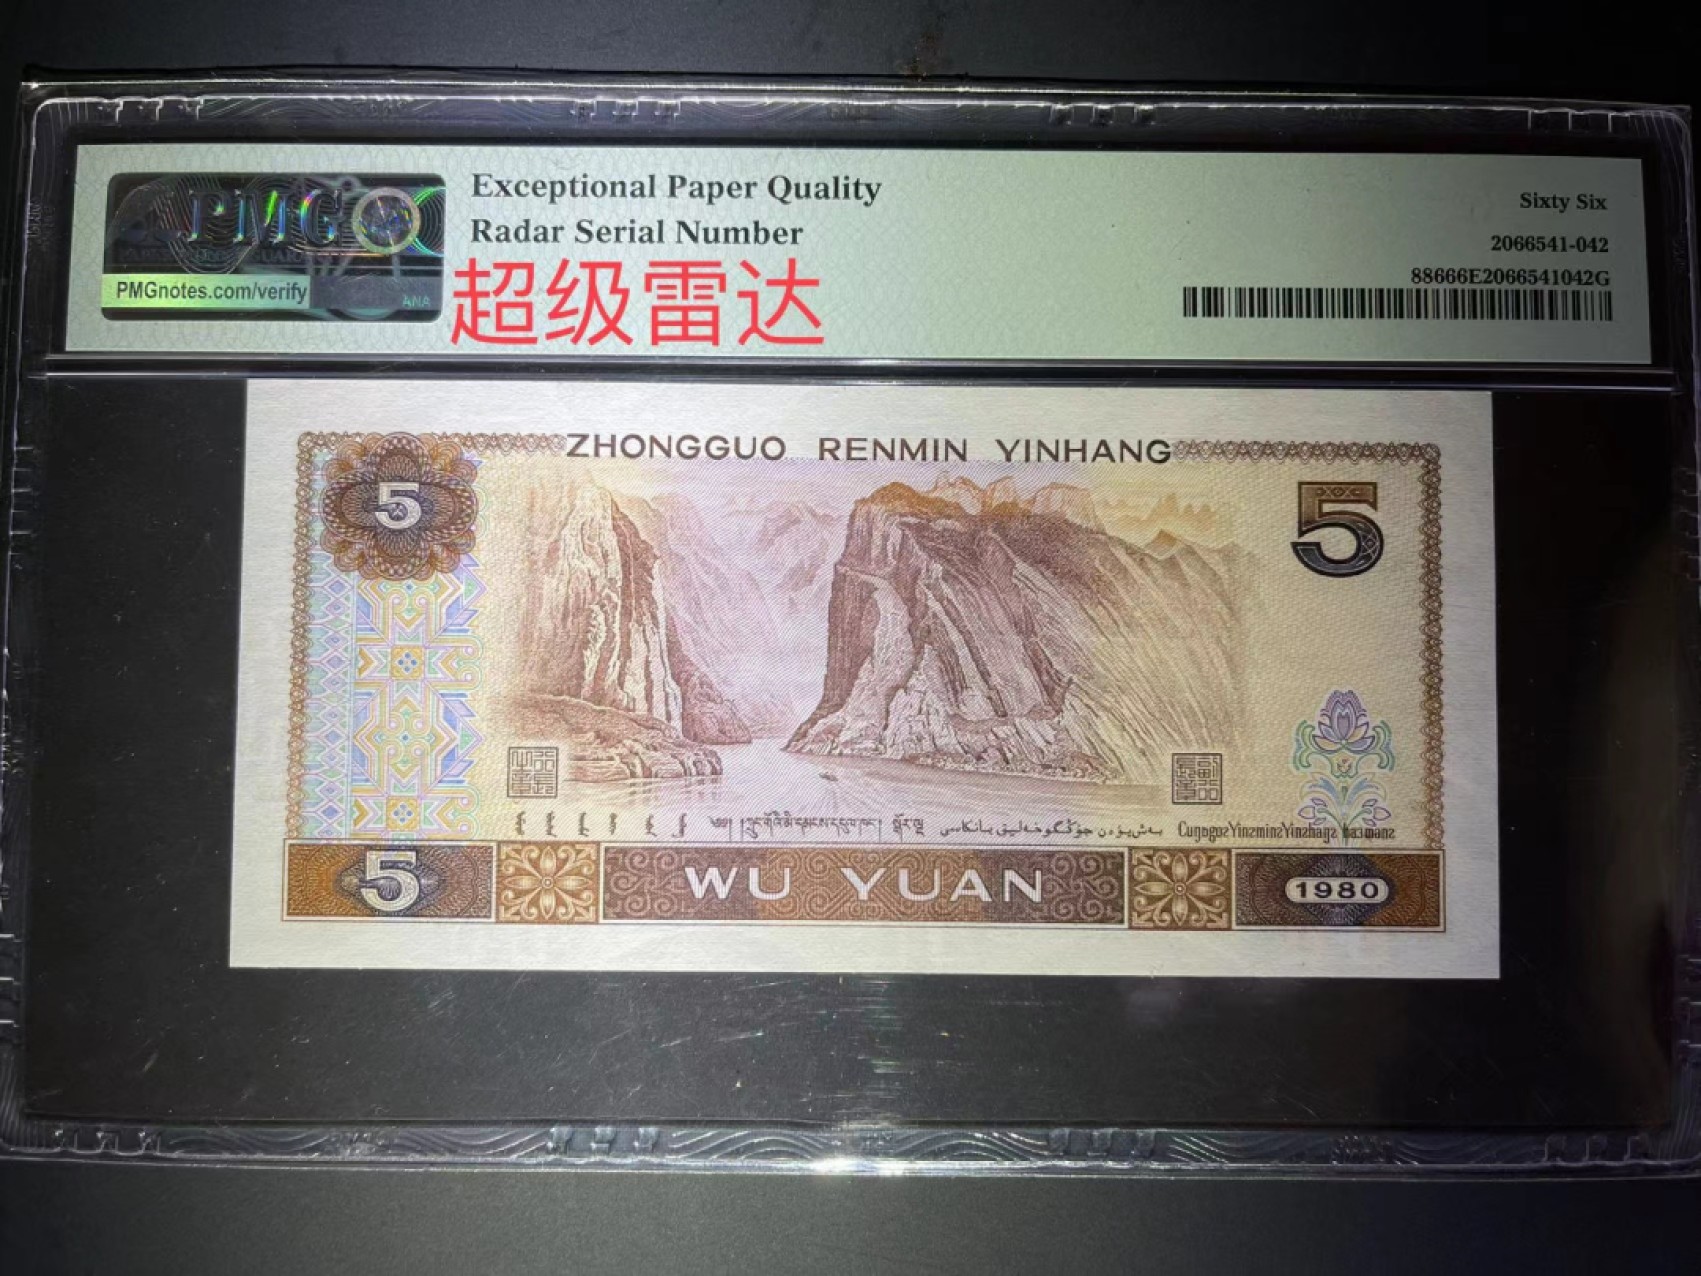 PMG
PMGnotes.com/verify
ANA
Exceptional Paper Quality
Radar Serial Number
超级雷达
Sixty Six
2066541-042
88666E2066541042G
ZHONGGUO RENMIN YINHANG
5
5
5
WU YUAN
1980